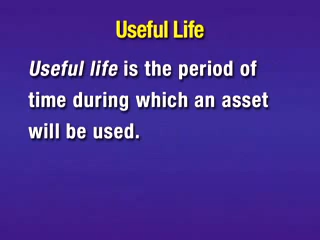 Useful Life
Useful life is the period of
time during which an asset
will be used.